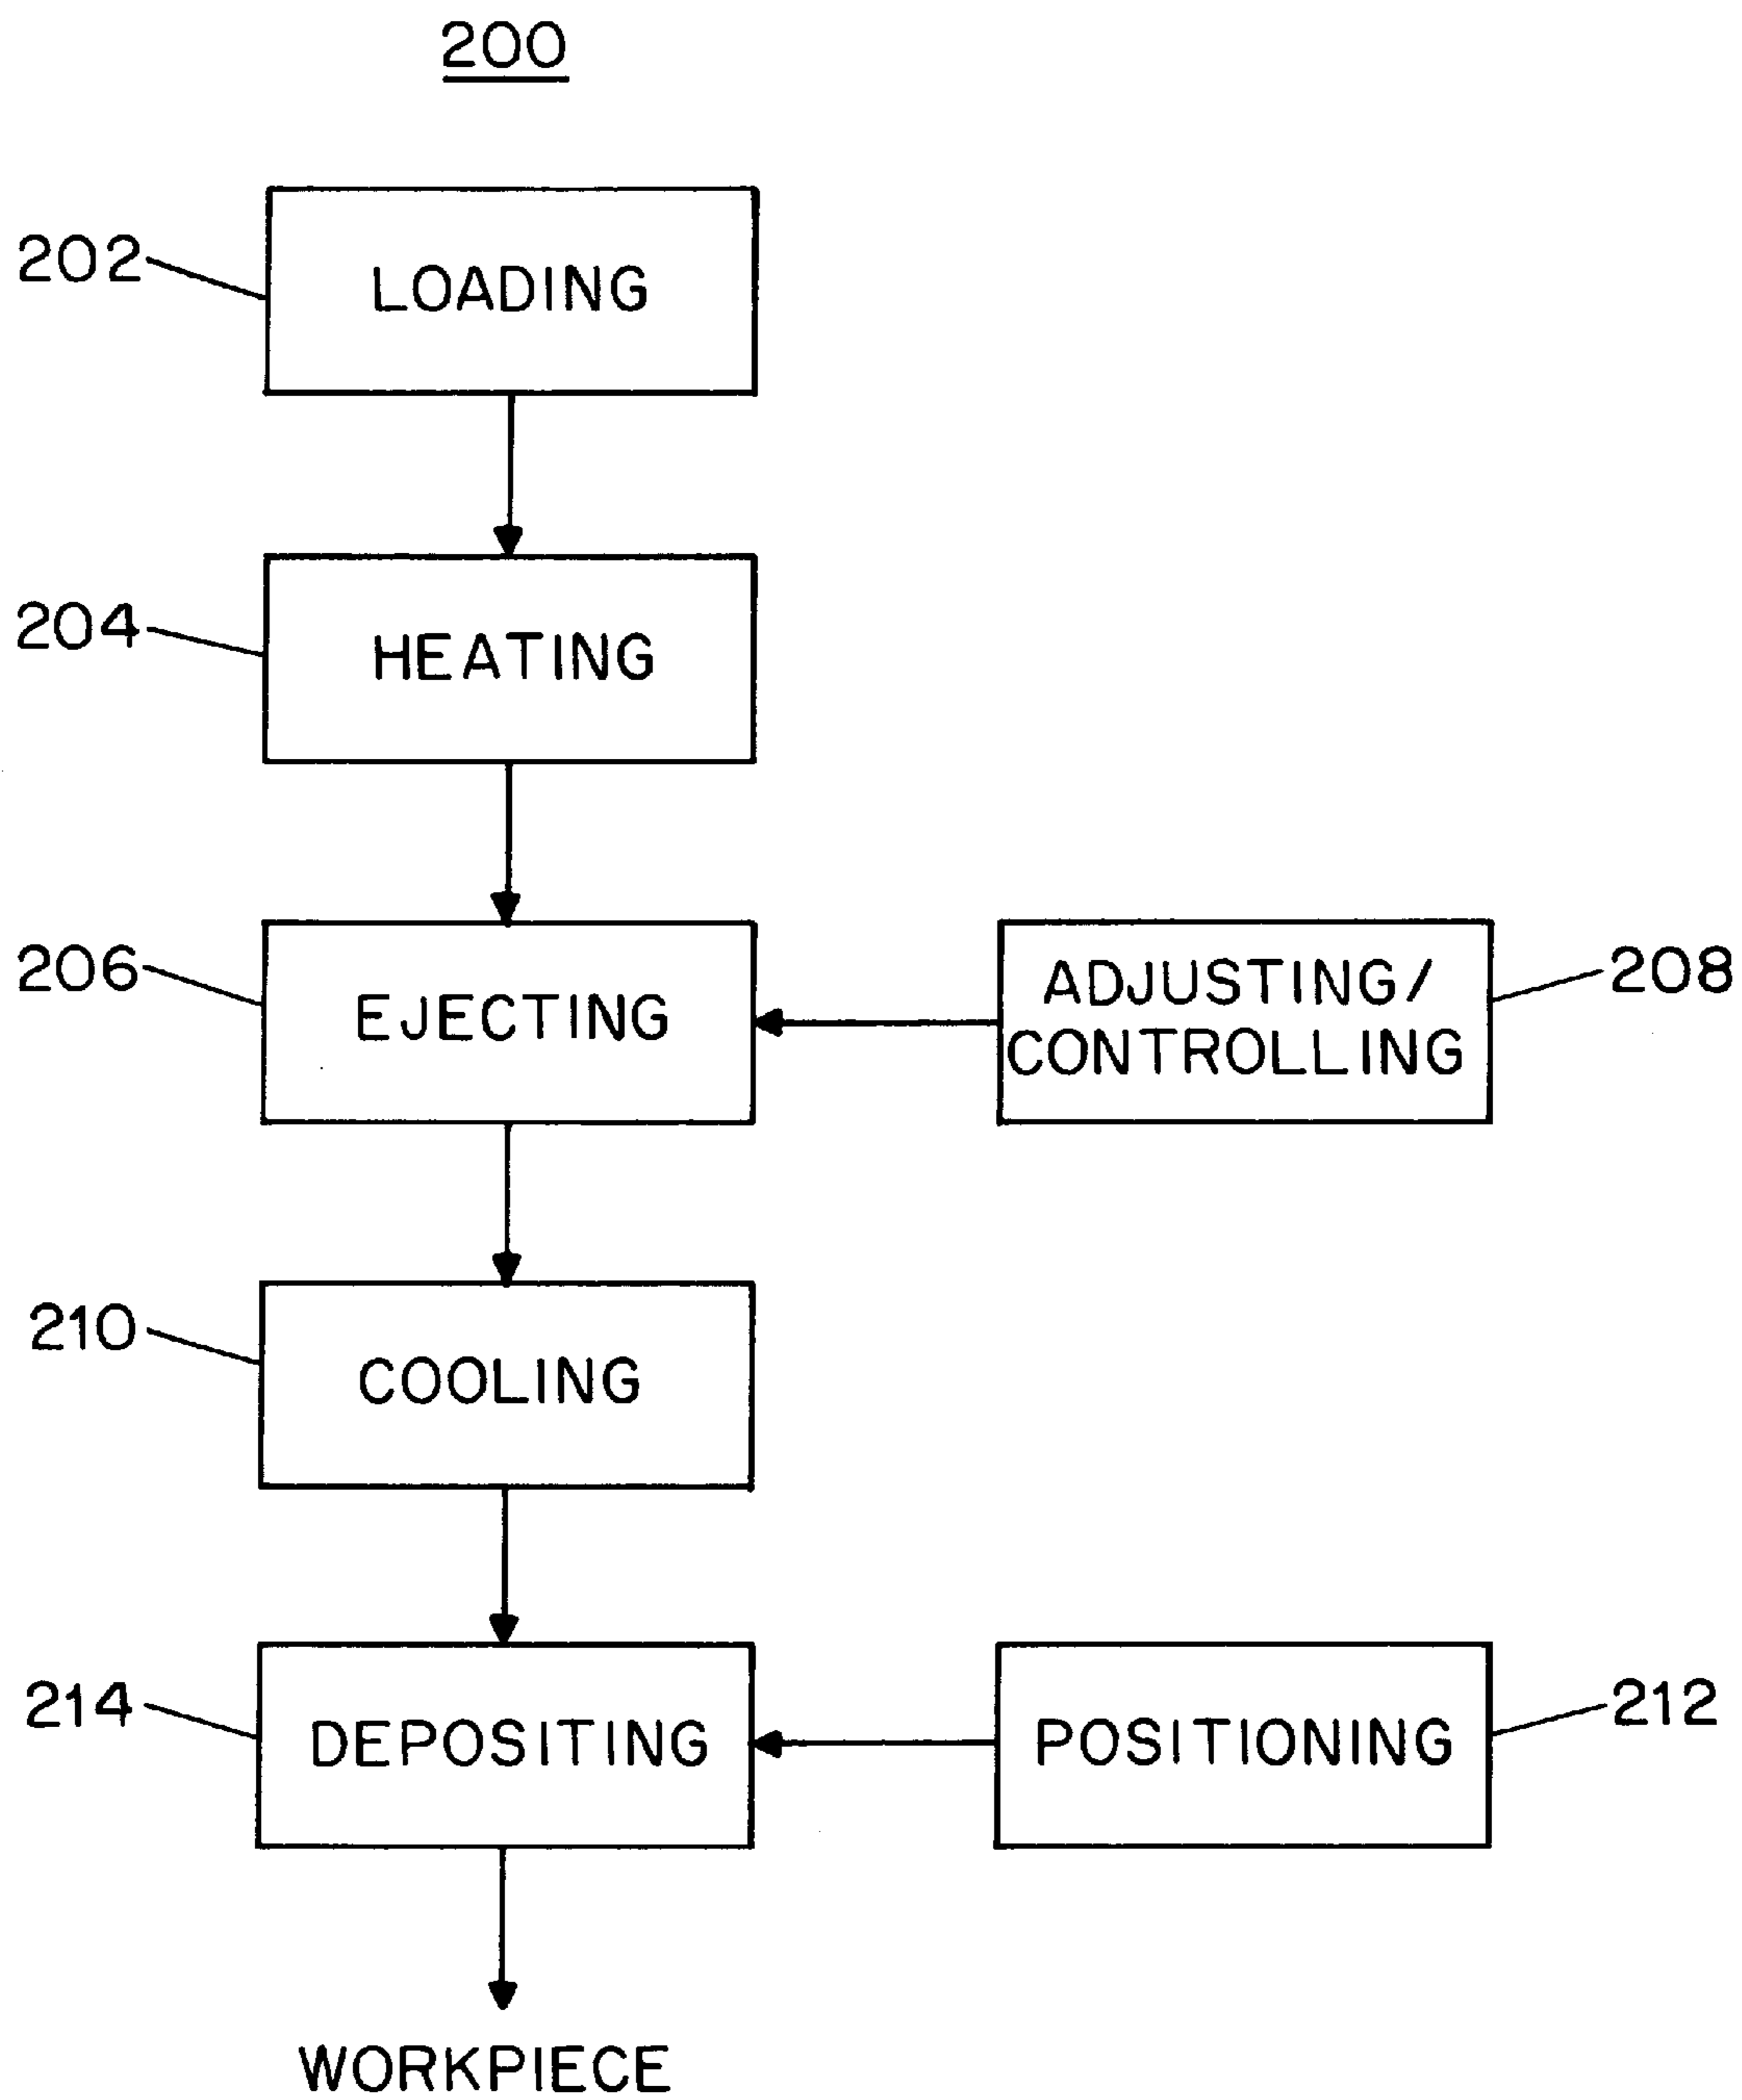 200
202
LOADING
204
HEATING
206
EJECTING
ADJUSTING/
CONTROLLING
208
210
COOLING
214
DEPOSITING
POSITIONING
212
WORKPIECE